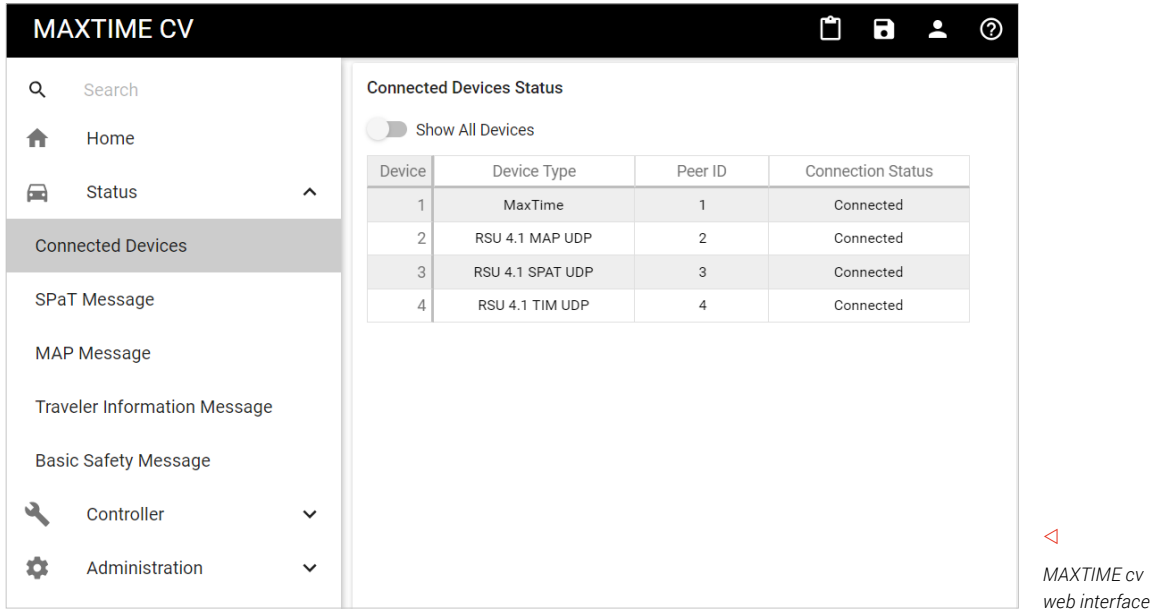 MAXTIME CV
Search
Home
Status
Connected Devices
SPaT Message
MAP Message
Traveler Information Message
Basic Safety Message
Controller
Administration
Connected Devices Status
Show All Devices
Device Device Type Peer ID Connection Status
1 MaxTime 1 Connected
2 RSU 4.1 MAP UDP 2 Connected
3 RSU 4.1 SPAT UDP 3 Connected
4 RSU 4.1 TIM UDP 4 Connected
MAXTIME cv
web interface